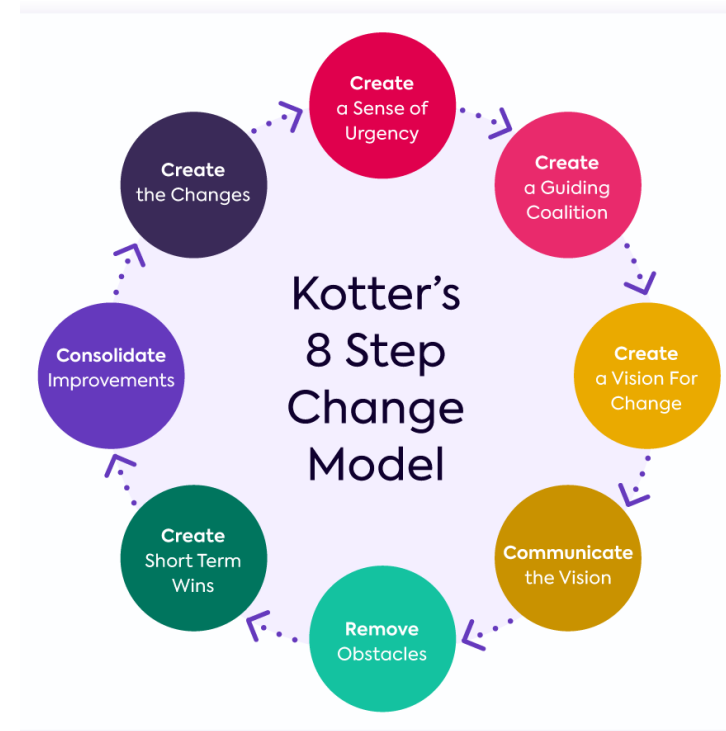 Kotter's
8 Step
Change
Model
Create
a Sense of
Urgency
Create
a Guiding
Coalition
Create
a Vision For
Change
Communicate
the Vision
Remove
Obstacles
Create
Short Term
Wins
Consolidate
Improvements
Create
the Changes